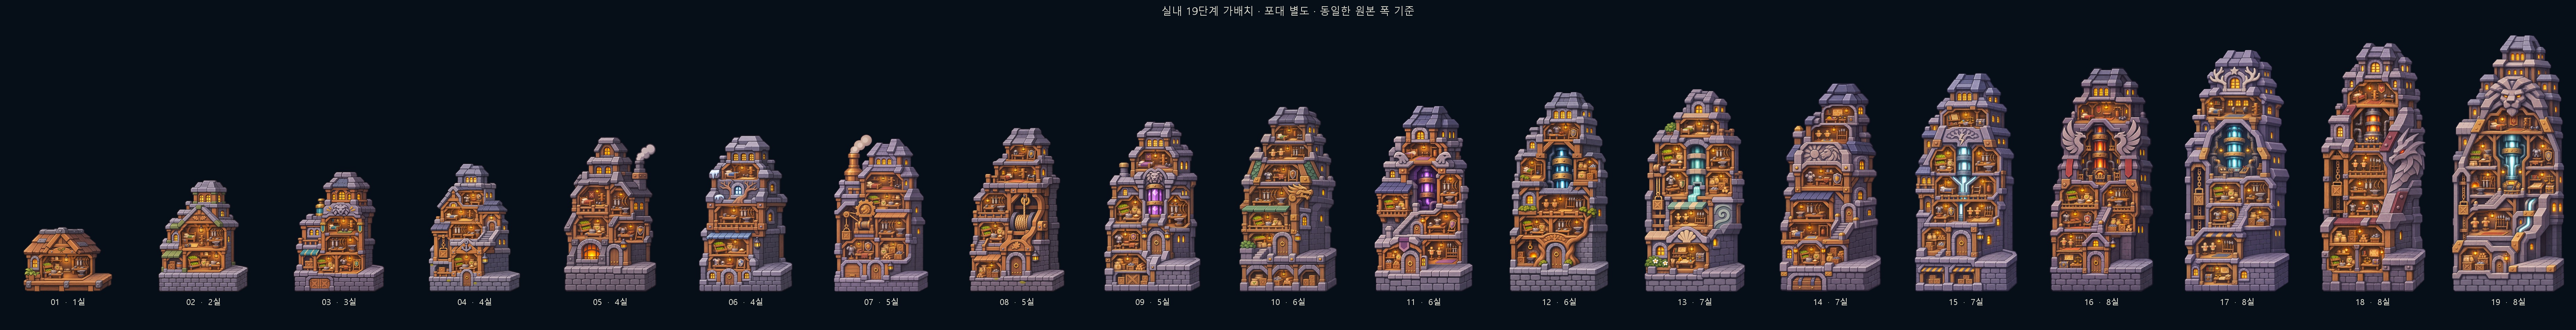 실내 19단계 가배치 · 포대 별도 · 동일한 원본 폭 기준
01 · 1실
02 · 2실
03 · 3실
04 · 4실
05 · 4실
06 · 4실
07 · 5실
08 · 5실
09 · 5실
10 · 6실
11 · 6실
12 · 6실
13 · 7실
14 · 7실
15 · 7실
16 · 8실
17 · 8실
18 · 8실
19 · 8실